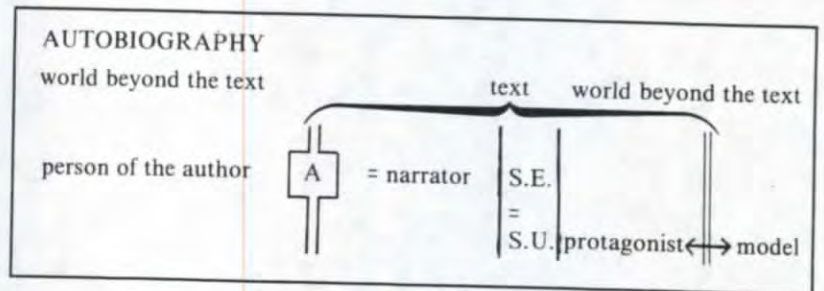 AUTOBIOGRAPHY
world beyond the text
text world beyond the text
person of the author A = narrator S.E.
=
S.U. protagonist ↔ model